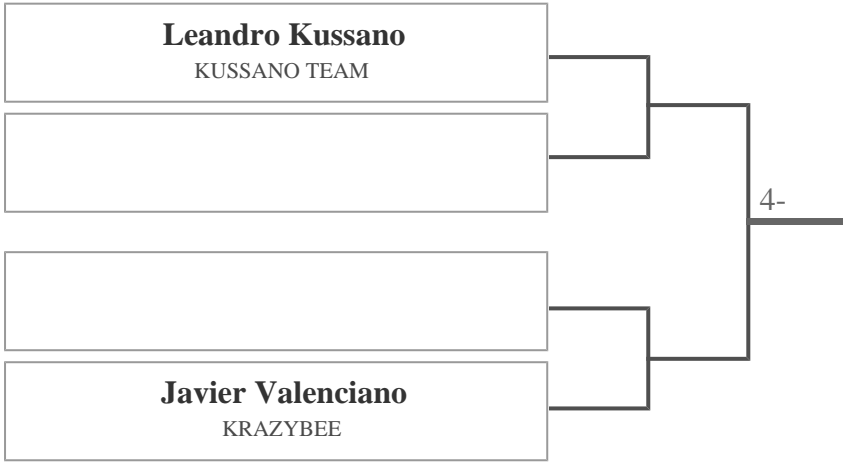 Leandro Kussano
KUSSANO TEAM
4-
Javier Valenciano
KRAZYBEE